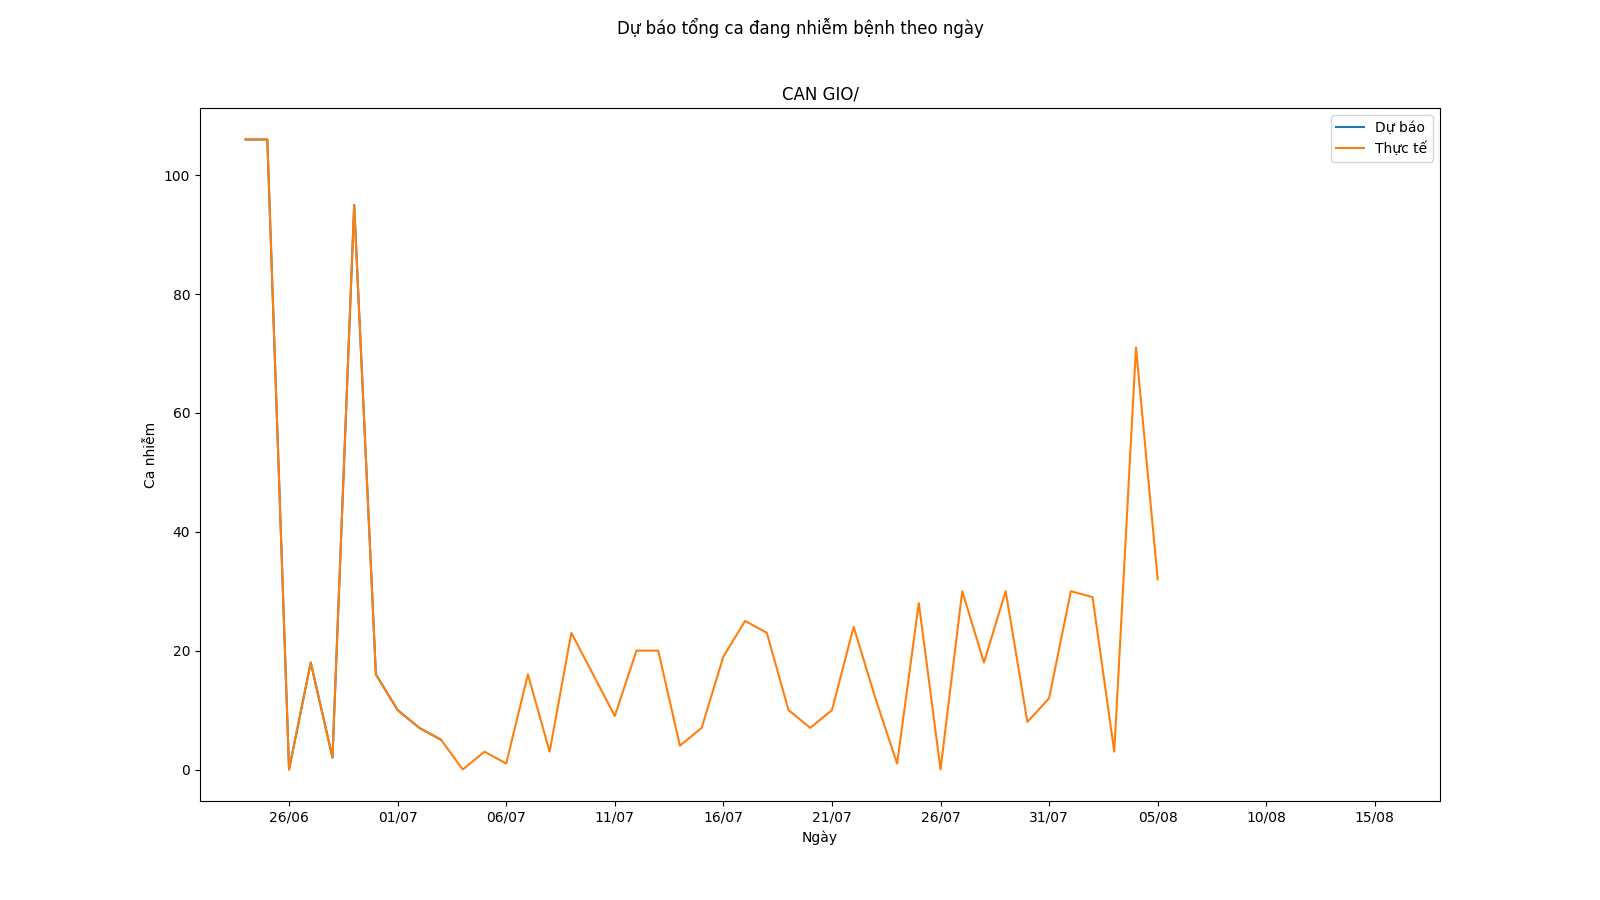 Dự báo tổng ca đang nhiễm bệnh theo ngày
CAN GIO/
Dự báo
Thực tế
100
80
60
40
20
0
Ca nhiễm
26/06 01/07 06/07 11/07 16/07 21/07 26/07 31/07 05/08 10/08 15/08
Ngày